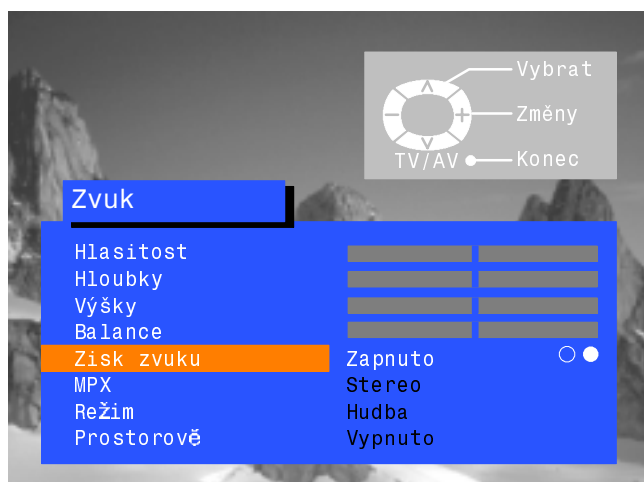 Vybrat
Změny
TV/AV Konec
Zvuk
Hlasitost
Hloubky
Výšky
Balance
Zisk zvuku Zapnuto
MPX Stereo
Režim Hudba
Prostorově Vypnuto